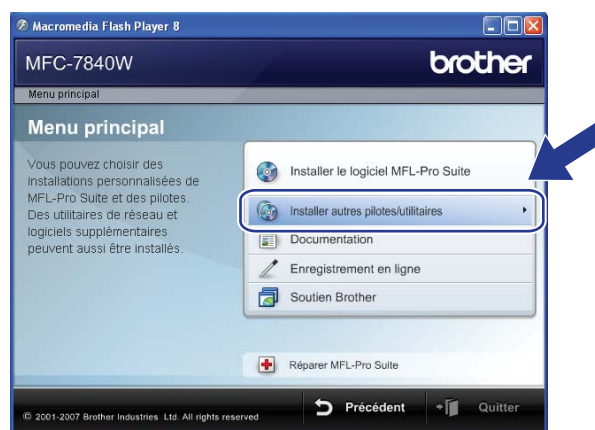 Macromedia Flash Player 8
MFC-7840W
brother
Menu principal
Menu principal
Vous pouvez choisir des
installations personnalisées de
MFL-Pro Suite et des pilotes.
Des utilitaires de réseau et
logiciels supplémentaires
peuvent aussi être installés.
Installer le logiciel MFL-Pro Suite
Installer autres pilotes/utilitaires
Documentation
Enregistrement en ligne
Soutien Brother
Réparer MFL-Pro Suite
© 2001-2007 Brother Industries Ltd. All rights reserved
Précédent
Quitter